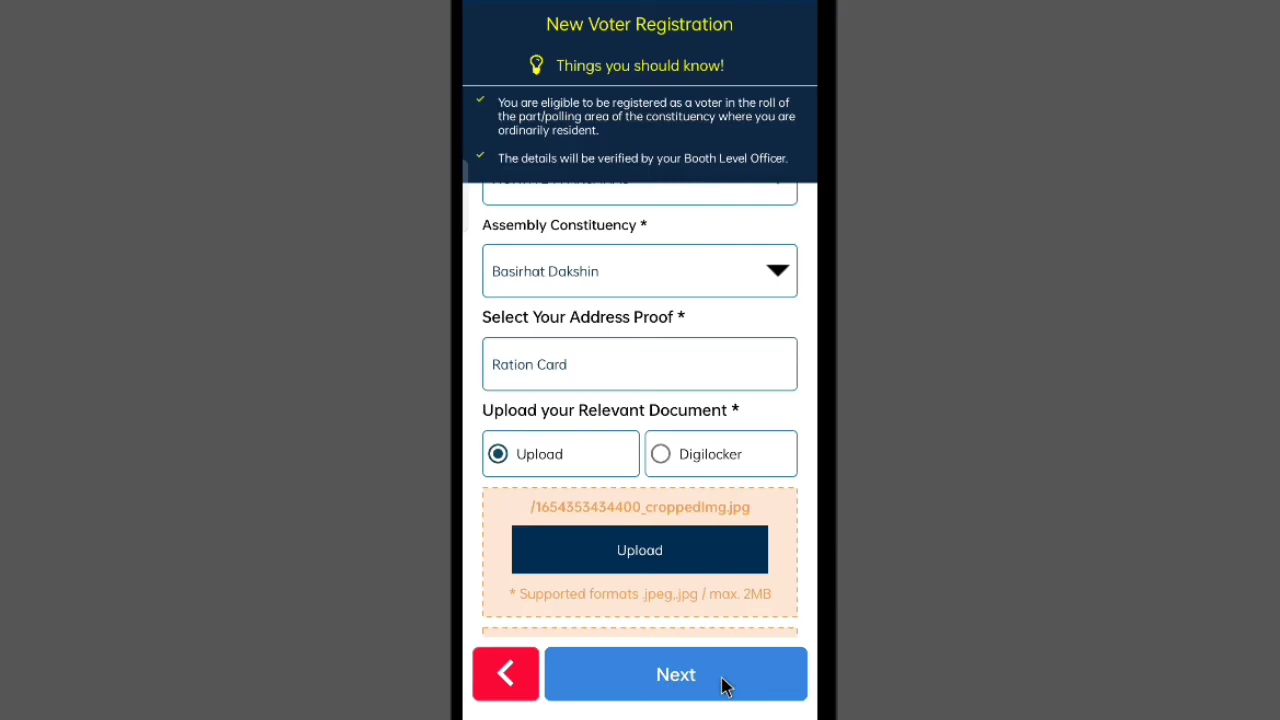 New Voter Registration
Things you should know!
You are eligible to be registered as a voter in the roll of
the part/polling area of the constituency where you are
ordinarily resident.
The details will be verified by your Booth Level Officer.
Assembly Constituency *
Basirhat Dakshin
Select Your Address Proof *
Ration Card
Upload your Relevant Document *
Upload
Digilocker
/1654353434400_croppedImg.jpg
Upload
* Supported formats .jpeg,.jpg / max. 2MB
Next